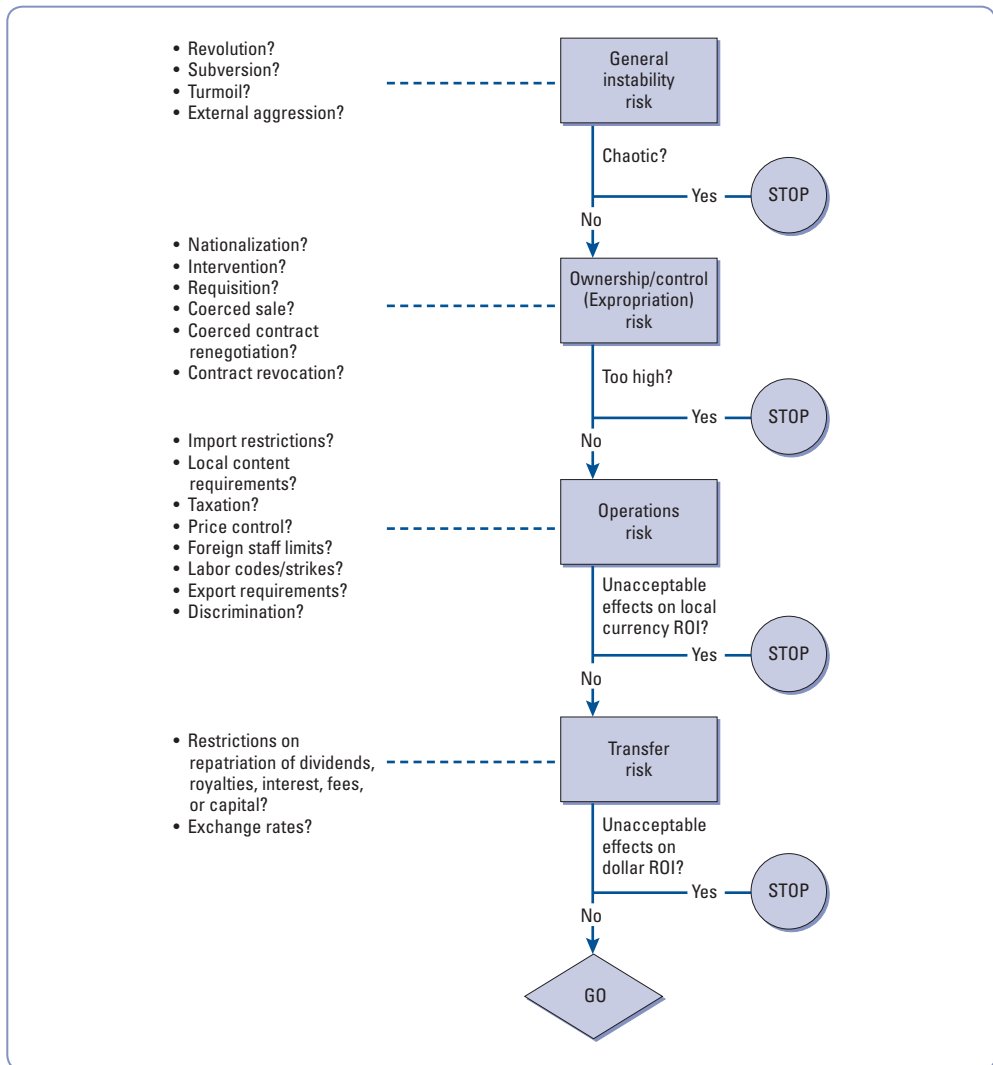 • Revolution?
• Subversion?
• Turmoil?
• External aggression?
General
instability
risk
Chaotic?
Yes
STOP
No
• Nationalization?
• Intervention?
• Requisition?
• Coerced sale?
• Coerced contract
renegotiation?
• Contract revocation?
Ownership/control
(Expropriation)
risk
Too high?
Yes
STOP
No
• Import restrictions?
• Local content
requirements?
• Taxation?
• Price control?
• Foreign staff limits?
• Labor codes/strikes?
• Export requirements?
• Discrimination?
Operations
risk
Unacceptable
effects on local
currency ROI?
Yes
STOP
No
• Restrictions on
repatriation of dividends,
royalties, interest, fees,
or capital?
• Exchange rates?
Transfer
risk
Unacceptable
effects on
dollar ROI?
Yes
STOP
No
GO